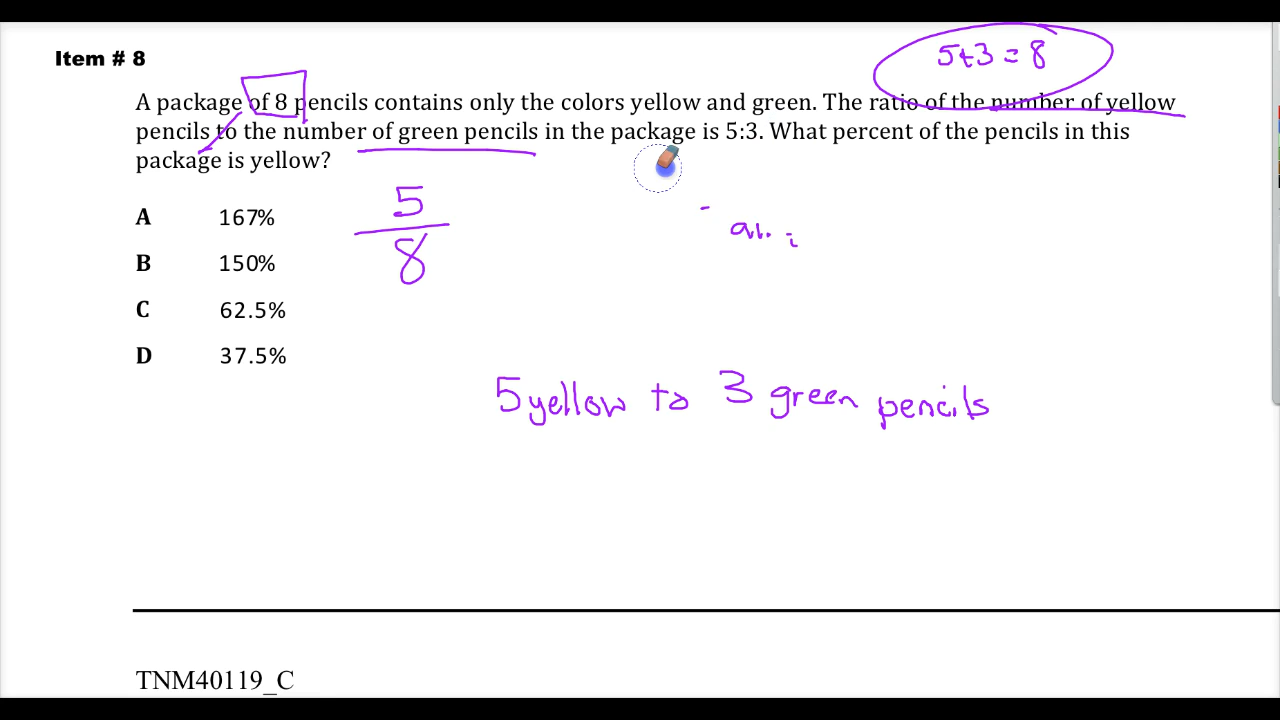 5+3=8
Item # 8
A package of 8 pencils contains only the colors yellow and green. The ratio of the number of yellow
pencils to the number of green pencils in the package is 5:3. What percent of the pencils in this
package is yellow?
A 167%
B 150%
C 62.5%
D 37.5%
5
8
5 yellow to 3 green pencils
TNM40119_C